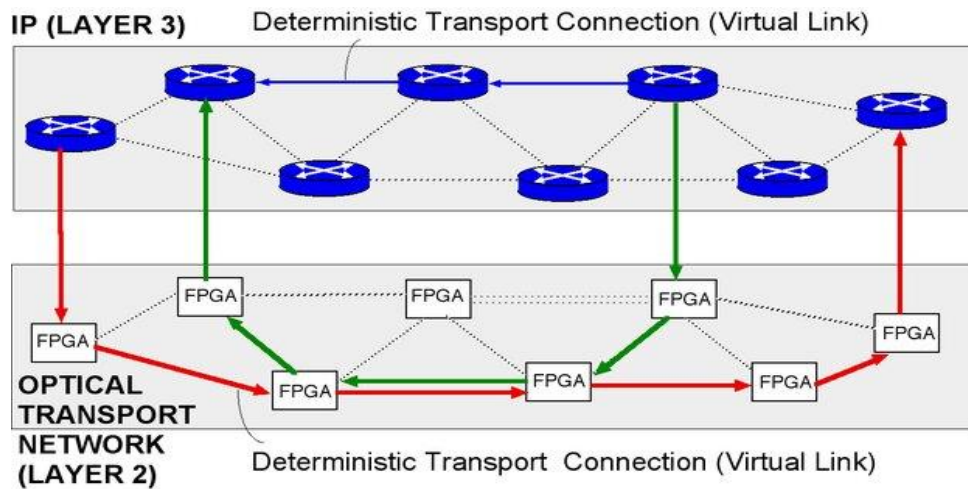 IP (LAYER 3)
Deterministic Transport Connection (Virtual Link)
FPGA
FPGA
FPGA
FPGA
FPGA
FPGA
FPGA
FPGA
OPTICAL
TRANSPORT
NETWORK
(LAYER 2)
Deterministic Transport Connection (Virtual Link)